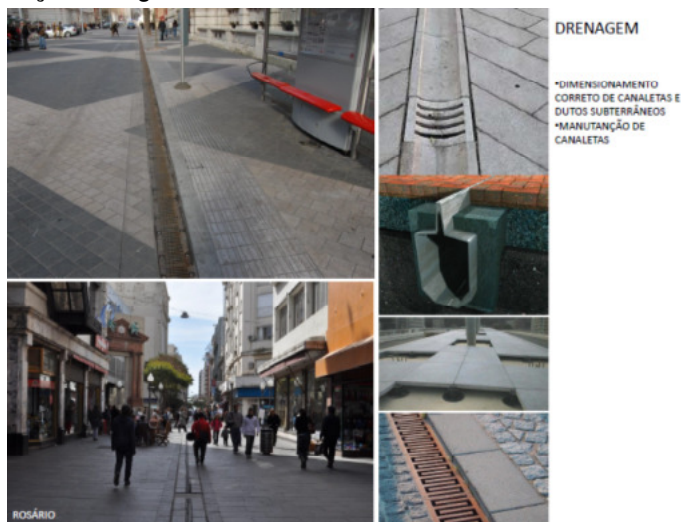 DRENAGEM
•DIMENSIONAMENTO
CORRETO DE CANALETAS E
DUTOS SUBTERRÂNEOS
•MANUTANÇÃO DE
CANALETAS
ROSÁRIO